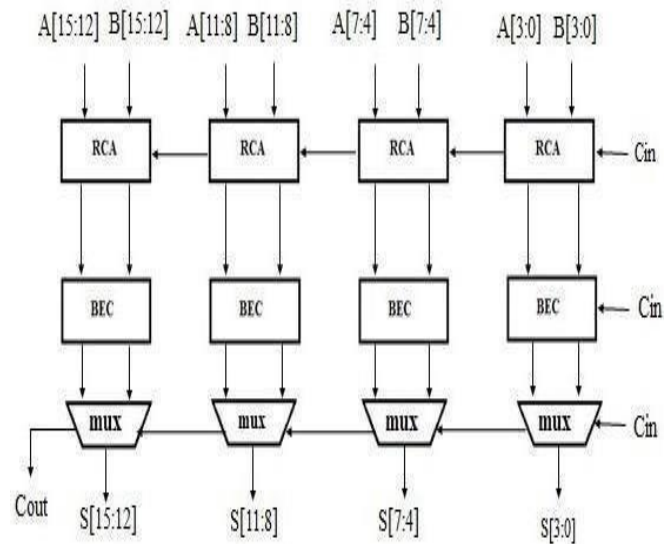 A[15:12] B[15:12] A[11:8] B[11:8] A[7:4] B[7:4] A[3:0] B[3:0]
RCA RCA RCA RCA Cin
BEC BEC BEC BEC Cin
mux mux mux mux Cin
Cout S[15:12] S[11:8] S[7:4] S[3:0]